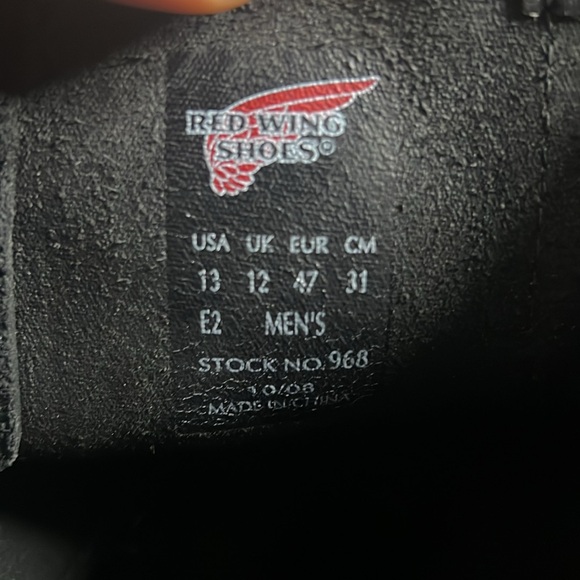 RED WING
SHOES®
USA UK EUR CM
13 12 47 31
E2 MEN'S
STOCK NO. 968
10/08
MADE IN CHINA